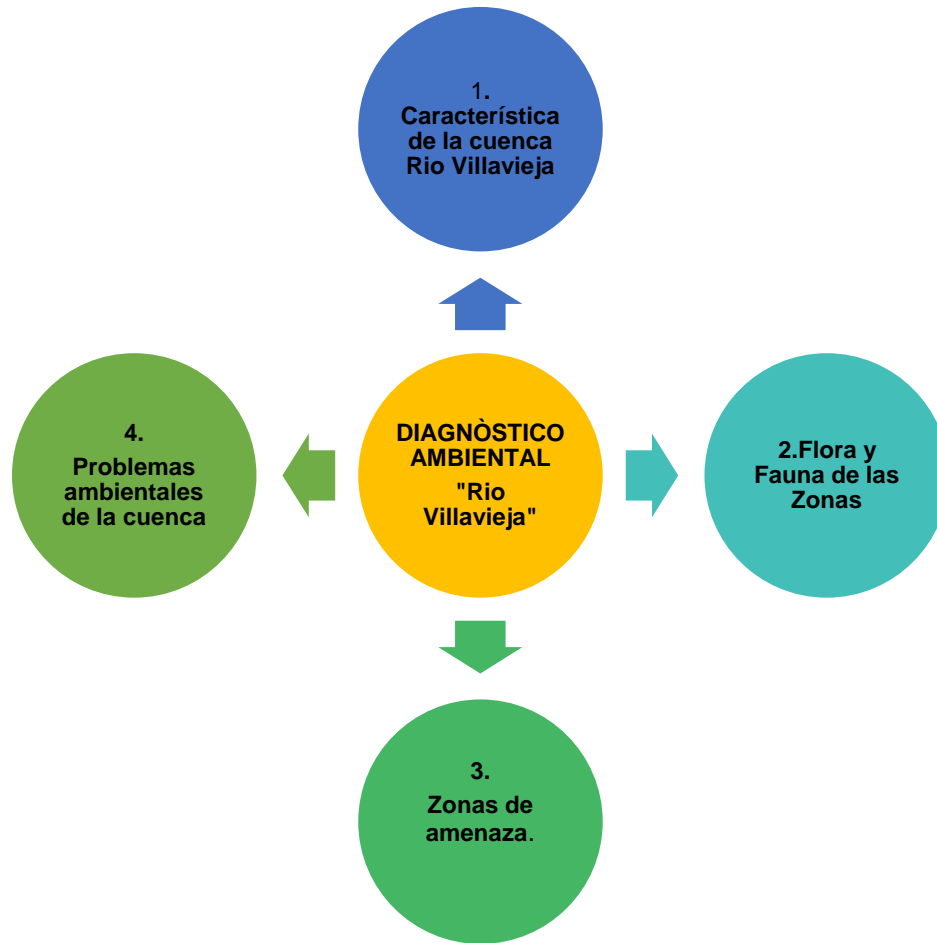 1.
Característica
de la cuenca
Rio Villavieja
DIAGNÒSTICO
AMBIENTAL
"Rio
Villavieja"
2.Flora y
Fauna de las
Zonas
3.
Zonas de
amenaza.
4.
Problemas
ambientales
de la cuenca